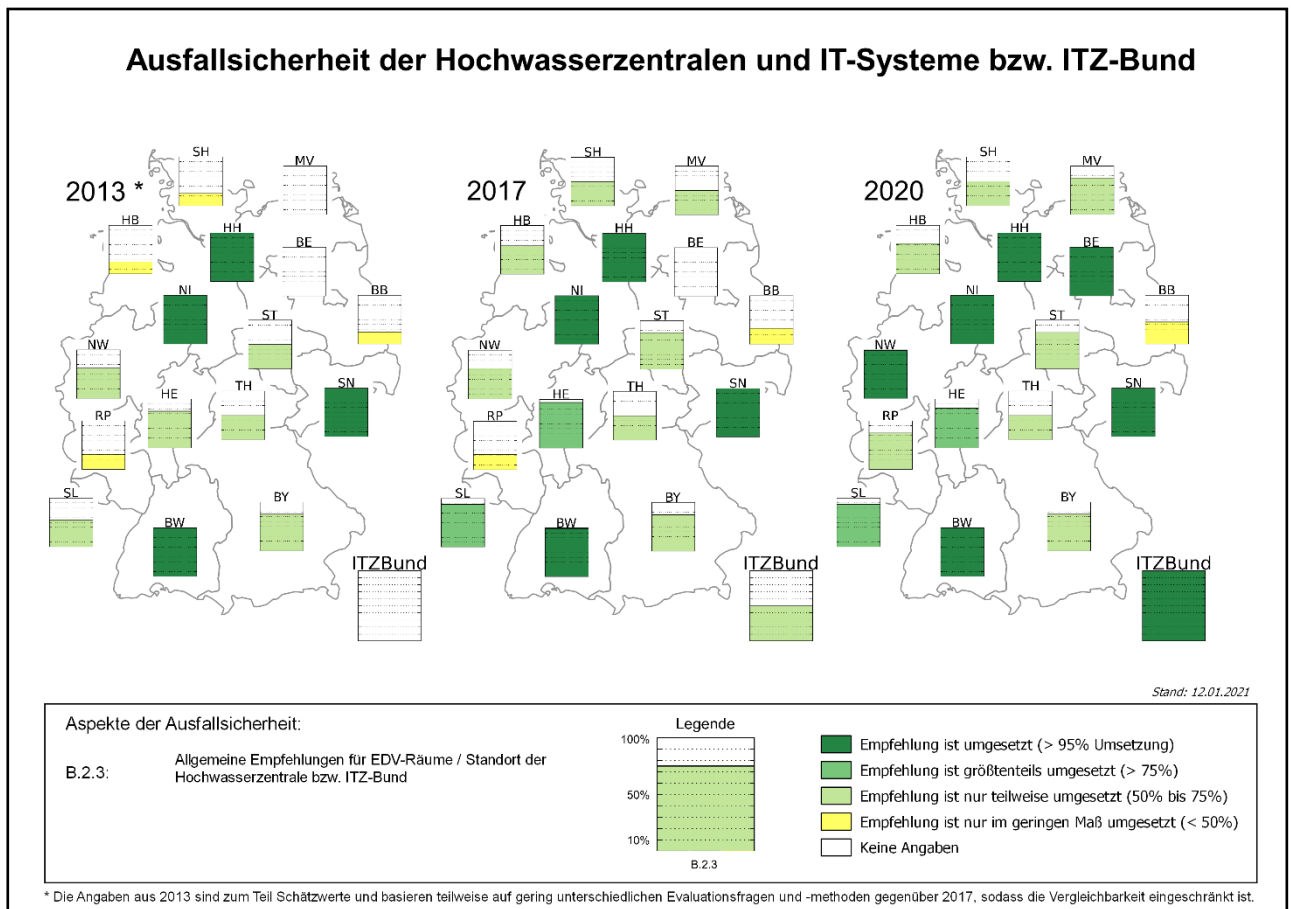 Ausfallsicherheit der Hochwasserzentralen und IT-Systeme bzw. ITZ-Bund
2013 *
SH
MV
HB
HH
BE
NI
BB
ST
NW
HE
TH
SN
RP
SL
BY
BW
ITZBund
2017
SH
MV
HB
HH
BE
NI
BB
ST
NW
HE
TH
SN
RP
SL
BY
BW
ITZBund
2020
SH
MV
HB
HH
BE
NI
BB
ST
NW
HE
TH
SN
RP
SL
BY
BW
ITZBund
Stand: 12.01.2021
Aspekte der Ausfallsicherheit:
B.2.3:
Allgemeine Empfehlungen für EDV-Räume / Standort der
Hochwasserzentrale bzw. ITZ-Bund
Legende
100%
50%
10%
B.2.3
Empfehlung ist umgesetzt (> 95% Umsetzung)
Empfehlung ist größtenteils umgesetzt (> 75%)
Empfehlung ist nur teilweise umgesetzt (50% bis 75%)
Empfehlung ist nur im geringen Maß umgesetzt (< 50%)
Keine Angaben
* Die Angaben aus 2013 sind zum Teil Schätzwerte und basieren teilweise auf gering unterschiedlichen Evaluationsfragen und -methoden gegenüber 2017, sodass die Vergleichbarkeit eingeschränkt ist.